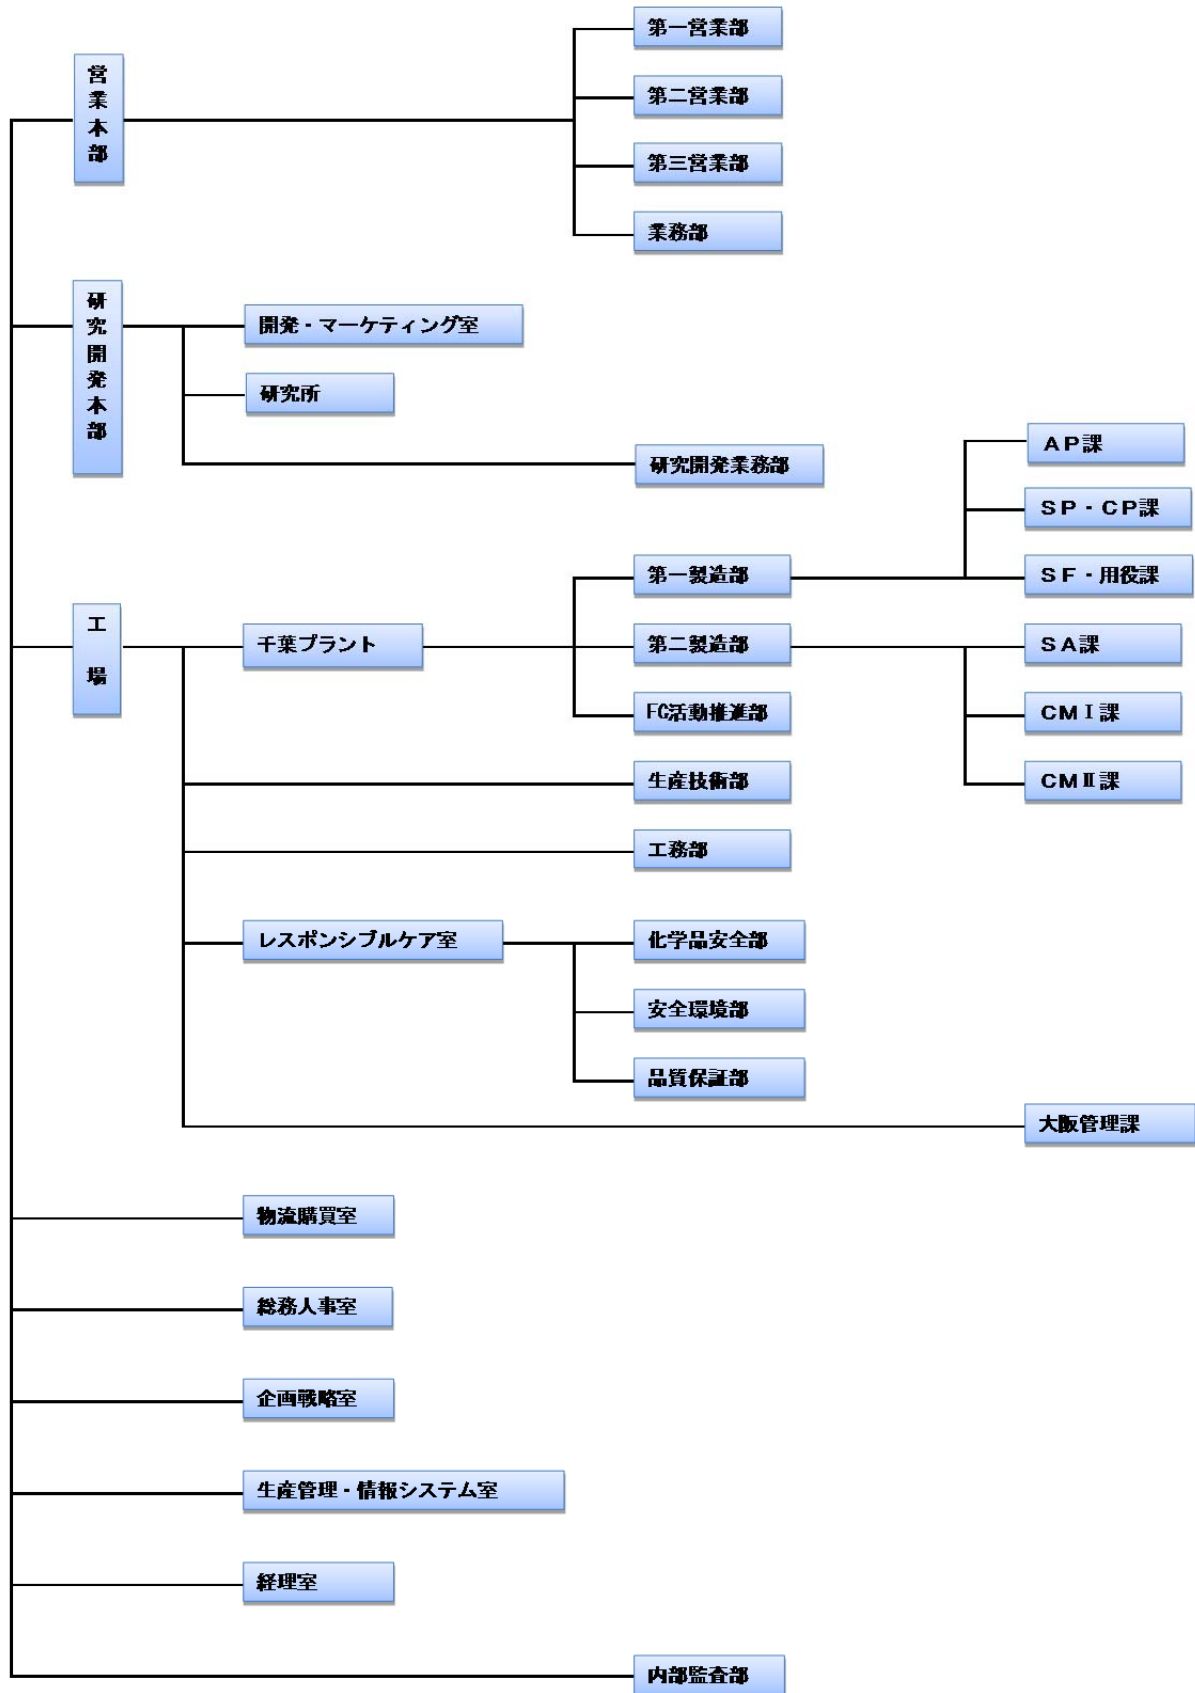 営業本部
第一営業部
第二営業部
第三営業部
業務部
研究開発本部
開発・マーケティング室
研究所
研究開発業務部
工場
千葉プラント
第一製造部
AP課
SP・CP課
SF・用役課
第二製造部
SA課
CMⅠ課
CMⅡ課
FC活動推進部
生産技術部
工務部
レスポンシブルケア室
化学品安全部
安全環境部
品質保証部
大阪管理課
物流購買室
総務人事室
企画戦略室
生産管理・情報システム室
経理室
内部監査部